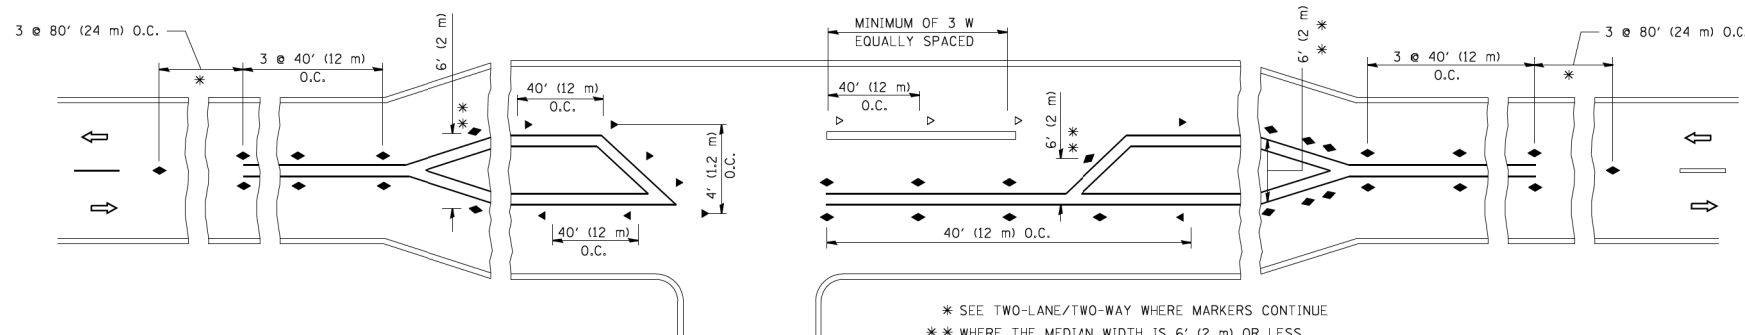 3 @ 80' (24 m) O.C.
*
3 @ 40' (12 m)
O.C.
6' (2 m)
* *
40' (12 m)
O.C.
40' (12 m)
O.C.
4' (1.2 m)
O.C.
MINIMUM OF 3 W
EQUALLY SPACED
40' (12 m)
O.C.
6' (2 m)
* *
40' (12 m) O.C.
6' (2 m)
* *
3 @ 40' (12 m)
O.C.
3 @ 80' (24 m) O.C.
*
* SEE TWO-LANE/TWO-WAY WHERE MARKERS CONTINUE
* * WHERE THE MEDIAN WIDTH IS 6' (2 m) OR LESS